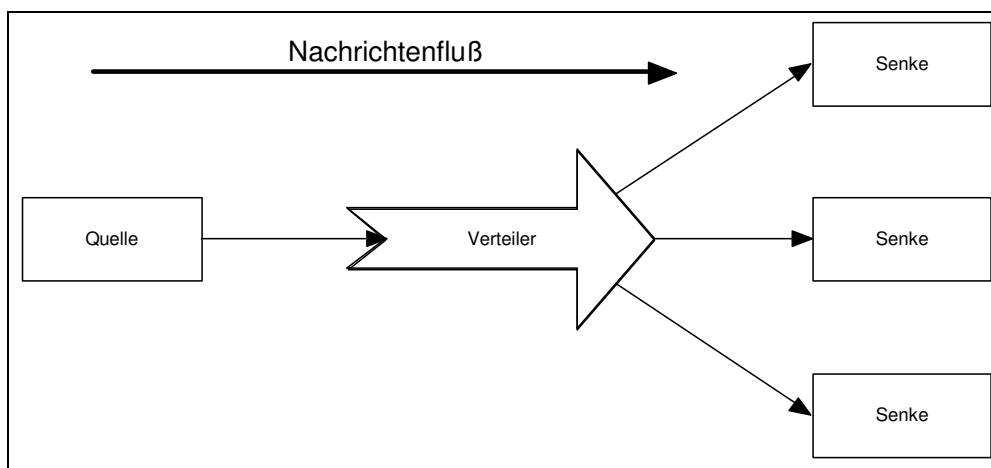 Nachrichtenfluß
Senke
Quelle
Verteiler
Senke
Senke